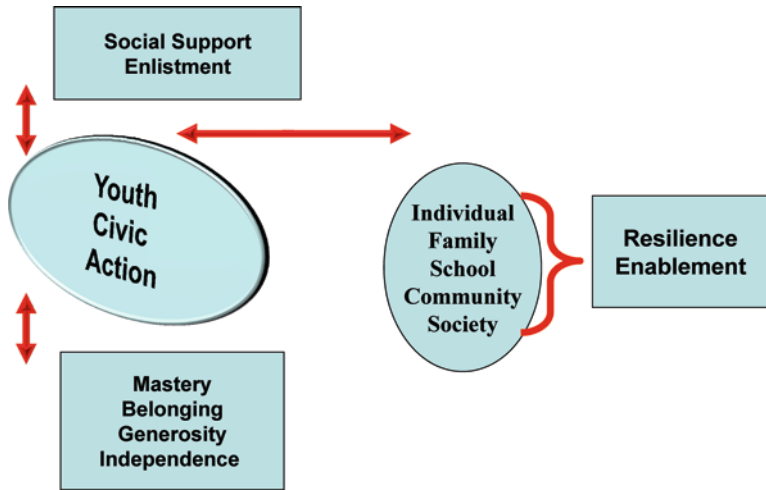 Social Support
Enlistment
Youth
Civic
Action
Individual
Family
School
Community
Society
Resilience
Enablement
Mastery
Belonging
Generosity
Independence